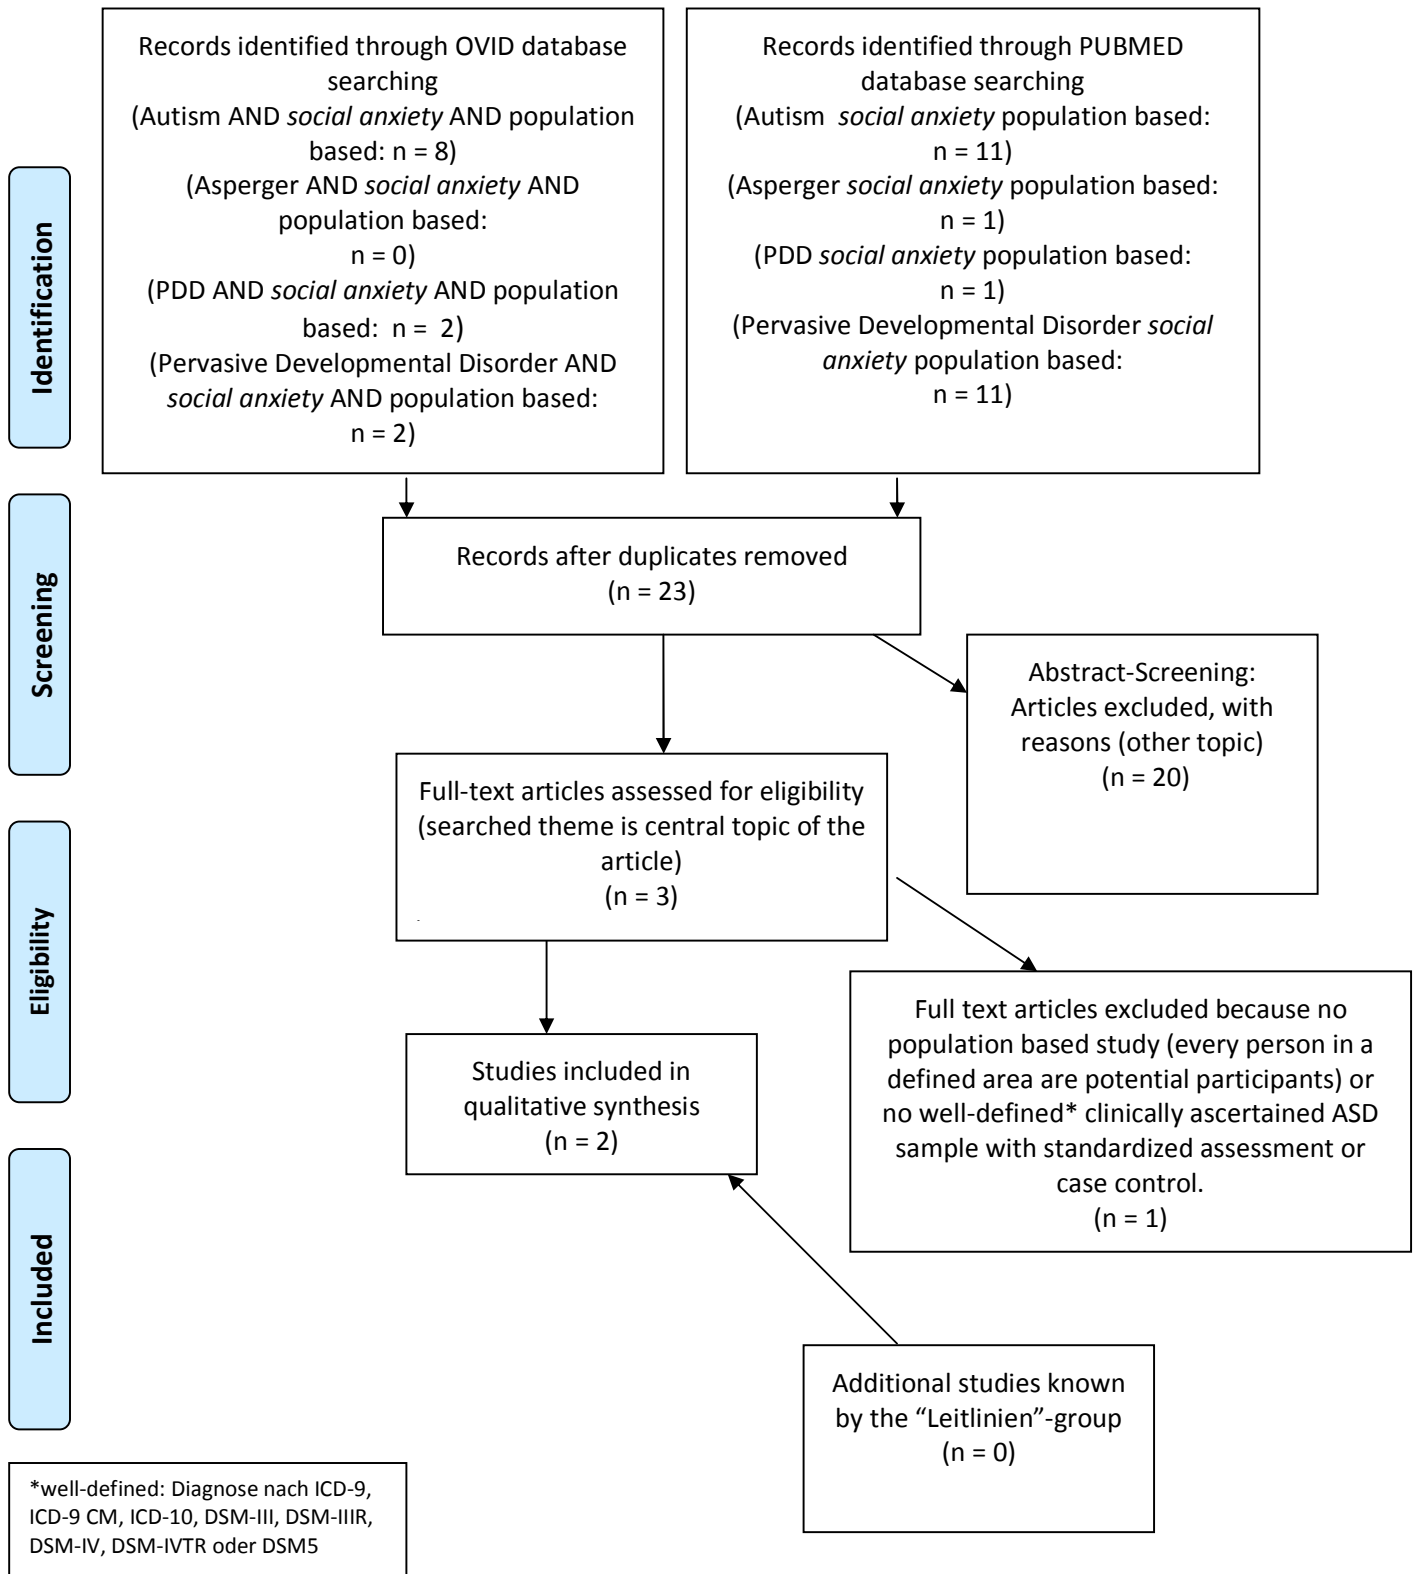 Records identified through OVID database
searching
(Autism AND social anxiety AND population
based: n = 8)
(Asperger AND social anxiety AND
population based:
n = 0)
(PDD AND social anxiety AND population
based: n = 2)
(Pervasive Developmental Disorder AND
social anxiety AND population based:
n = 2)
Records identified through PUBMED
database searching
(Autism social anxiety population based:
n = 11)
(Asperger social anxiety population based:
n = 1)
(PDD social anxiety population based:
n = 1)
(Pervasive Developmental Disorder social
anxiety population based:
n = 11)
Identification
Records after duplicates removed
(n = 23)
Screening
Abstract-Screening:
Articles excluded, with
reasons (other topic)
(n = 20)
Full-text articles assessed for eligibility
(searched theme is central topic of the
article)
(n = 3)
Eligibility
Full text articles excluded because no
population based study (every person in a
defined area are potential participants) or
no well-defined* clinically ascertained ASD
sample with standardized assessment or
case control.
(n = 1)
Studies included in
qualitative synthesis
(n = 2)
Included
Additional studies known
by the “Leitlinien”-group
(n = 0)
*well-defined: Diagnose nach ICD-9,
ICD-9 CM, ICD-10, DSM-III, DSM-IIIR,
DSM-IV, DSM-IVTR oder DSM5